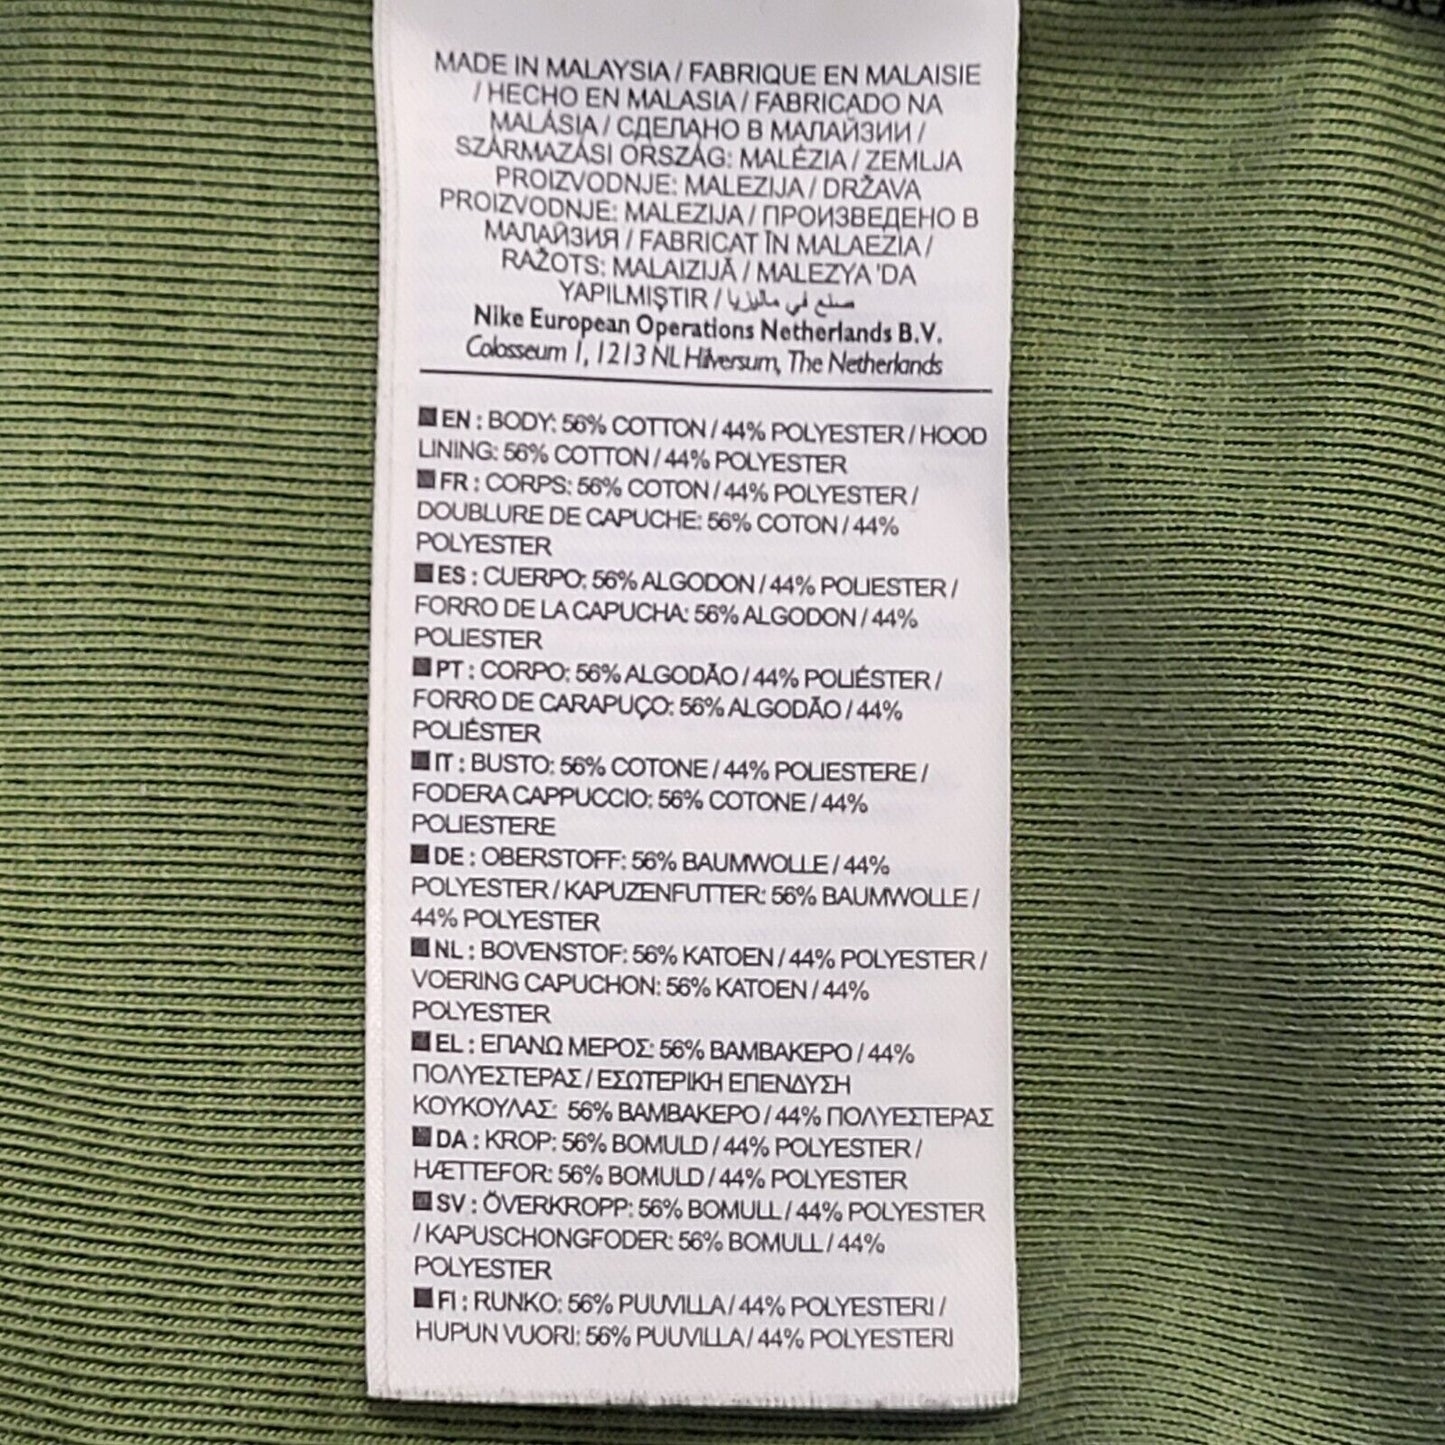 MADE IN MALAYSIA / FABRIQUE EN MALAISIE
/ HECHO EN MALASIA / FABRICADO NA
MALÁSIA / СДЕЛАНО В МАЛАЙЗИИ /
SZÁRMAZÁSI ORSZÁG: MALÉZIA / ZEMLJA
PROIZVODNJE: MALEZIJA / DRŽAVA
PROIZVODNJE: MALEZIJA / ПРОИЗВЕДЕНО В
МАЛАЙЗИЯ / FABRICAT ÎN MALAEZIA /
RAŽOTS: MALAIZIJĀ / MALEZYA 'DA
YAPILMIŞTIR / صنع في ماليزيا
Nike European Operations Netherlands B.V.
Colosseum 1, 1213 NL Hilversum, The Netherlands
EN : BODY: 56% COTTON / 44% POLYESTER / HOOD
LINING: 56% COTTON / 44% POLYESTER
FR : CORPS: 56% COTON / 44% POLYESTER /
DOUBLURE DE CAPUCHE: 56% COTON / 44%
POLYESTER
ES : CUERPO: 56% ALGODON / 44% POLIESTER /
FORRO DE LA CAPUCHA: 56% ALGODON / 44%
POLIESTER
PT : CORPO: 56% ALGODÃO / 44% POLIÉSTER /
FORRO DE CARAPUÇO: 56% ALGODÃO / 44%
POLIÉSTER
IT : BUSTO: 56% COTONE / 44% POLIESTERE /
FODERA CAPPUCCIO: 56% COTONE / 44%
POLIESTERE
DE : OBERSTOFF: 56% BAUMWOLLE / 44%
POLYESTER / KAPUZENFUTTER: 56% BAUMWOLLE /
44% POLYESTER
NL : BOVENSTOF: 56% KATOEN / 44% POLYESTER /
VOERING CAPUCHON: 56% KATOEN / 44%
POLYESTER
EL : ΕΠΑΝΩ ΜΕΡΟΣ: 56% ΒΑΜΒΑΚΕΡΟ / 44%
ΠΟΛΥΕΣΤΕΡΑΣ / ΕΣΩΤΕΡΙΚΗ ΕΠΕΝΔΥΣΗ
ΚΟΥΚΟΥΛΑΣ: 56% ΒΑΜΒΑΚΕΡΟ / 44% ΠΟΛΥΕΣΤΕΡΑΣ
DA : KROP: 56% BOMULD / 44% POLYESTER /
HÆTTEFOR: 56% BOMULD / 44% POLYESTER
SV : ÖVERKROPP: 56% BOMULL / 44% POLYESTER
/ KAPUSCHONGFODER: 56% BOMULL / 44%
POLYESTER
FI : RUNKO: 56% PUUVILLA / 44% POLYESTERI /
HUPUN VUORI: 56% PUUVILLA / 44% POLYESTERI